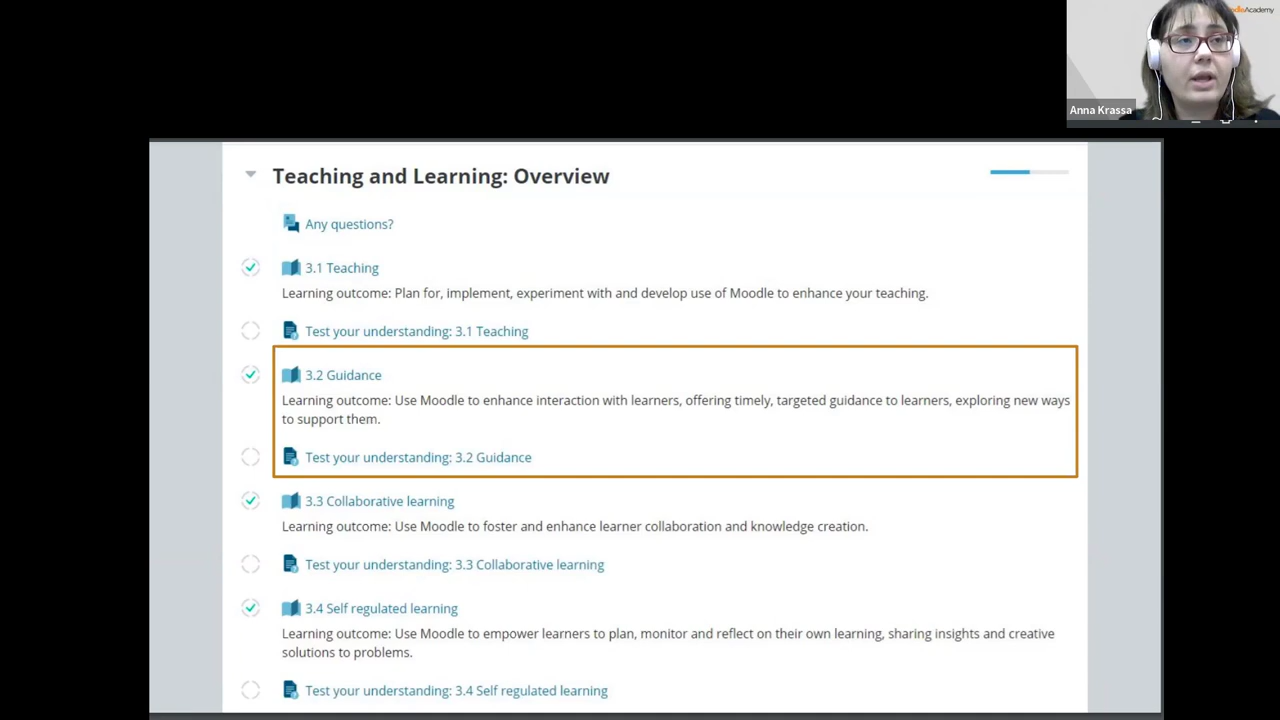 dleAcademy
Anna Krassa
Teaching and Learning: Overview
Any questions?
3.1 Teaching
Learning outcome: Plan for, implement, experiment with and develop use of Moodle to enhance your teaching.
Test your understanding: 3.1 Teaching
3.2 Guidance
Learning outcome: Use Moodle to enhance interaction with learners, offering timely, targeted guidance to learners, exploring new ways
to support them.
Test your understanding: 3.2 Guidance
3.3 Collaborative learning
Learning outcome: Use Moodle to foster and enhance learner collaboration and knowledge creation.
Test your understanding: 3.3 Collaborative learning
3.4 Self regulated learning
Learning outcome: Use Moodle to empower learners to plan, monitor and reflect on their own learning, sharing insights and creative
solutions to problems.
Test your understanding: 3.4 Self regulated learning